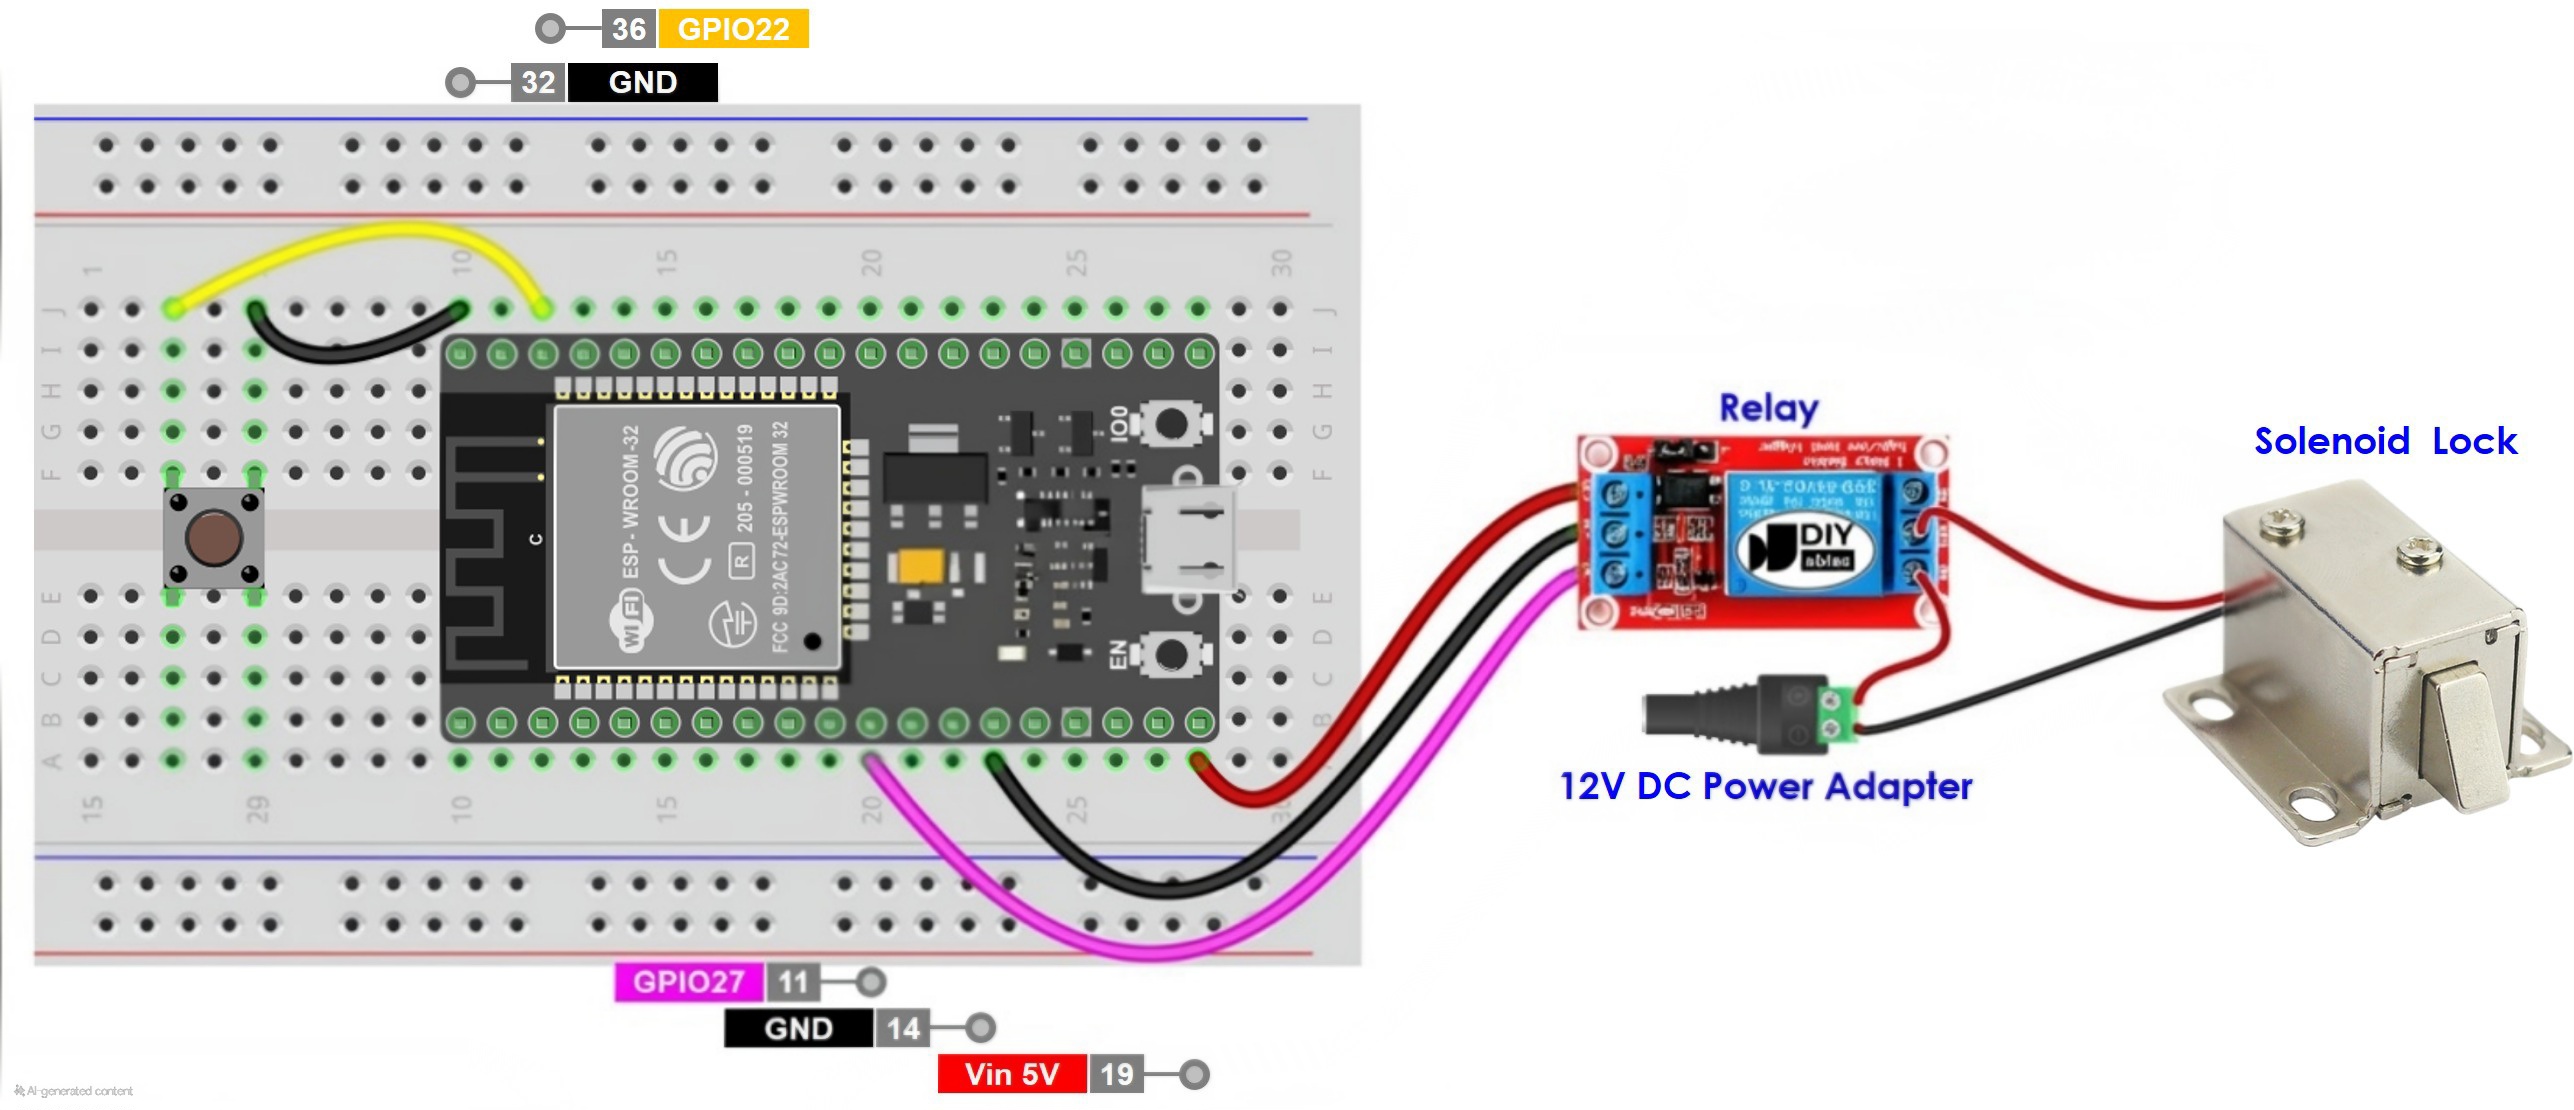 36 GPIO22
32 GND
1 10 15 20 25 30
J J
I I
H H
G G
F F
E E
D D
C C
B B
A
15 29 10 15 20 25
WiFi ESP-WROOM-32
CE
R 205-000519
FCC 9D:2AC72-ESPWROOM 32
C
IO0
EN
Relay
DIY
ables
Solenoid Lock
12V DC Power Adapter
GPIO27 11
GND 14
Vin 5V 19
AI-generated content